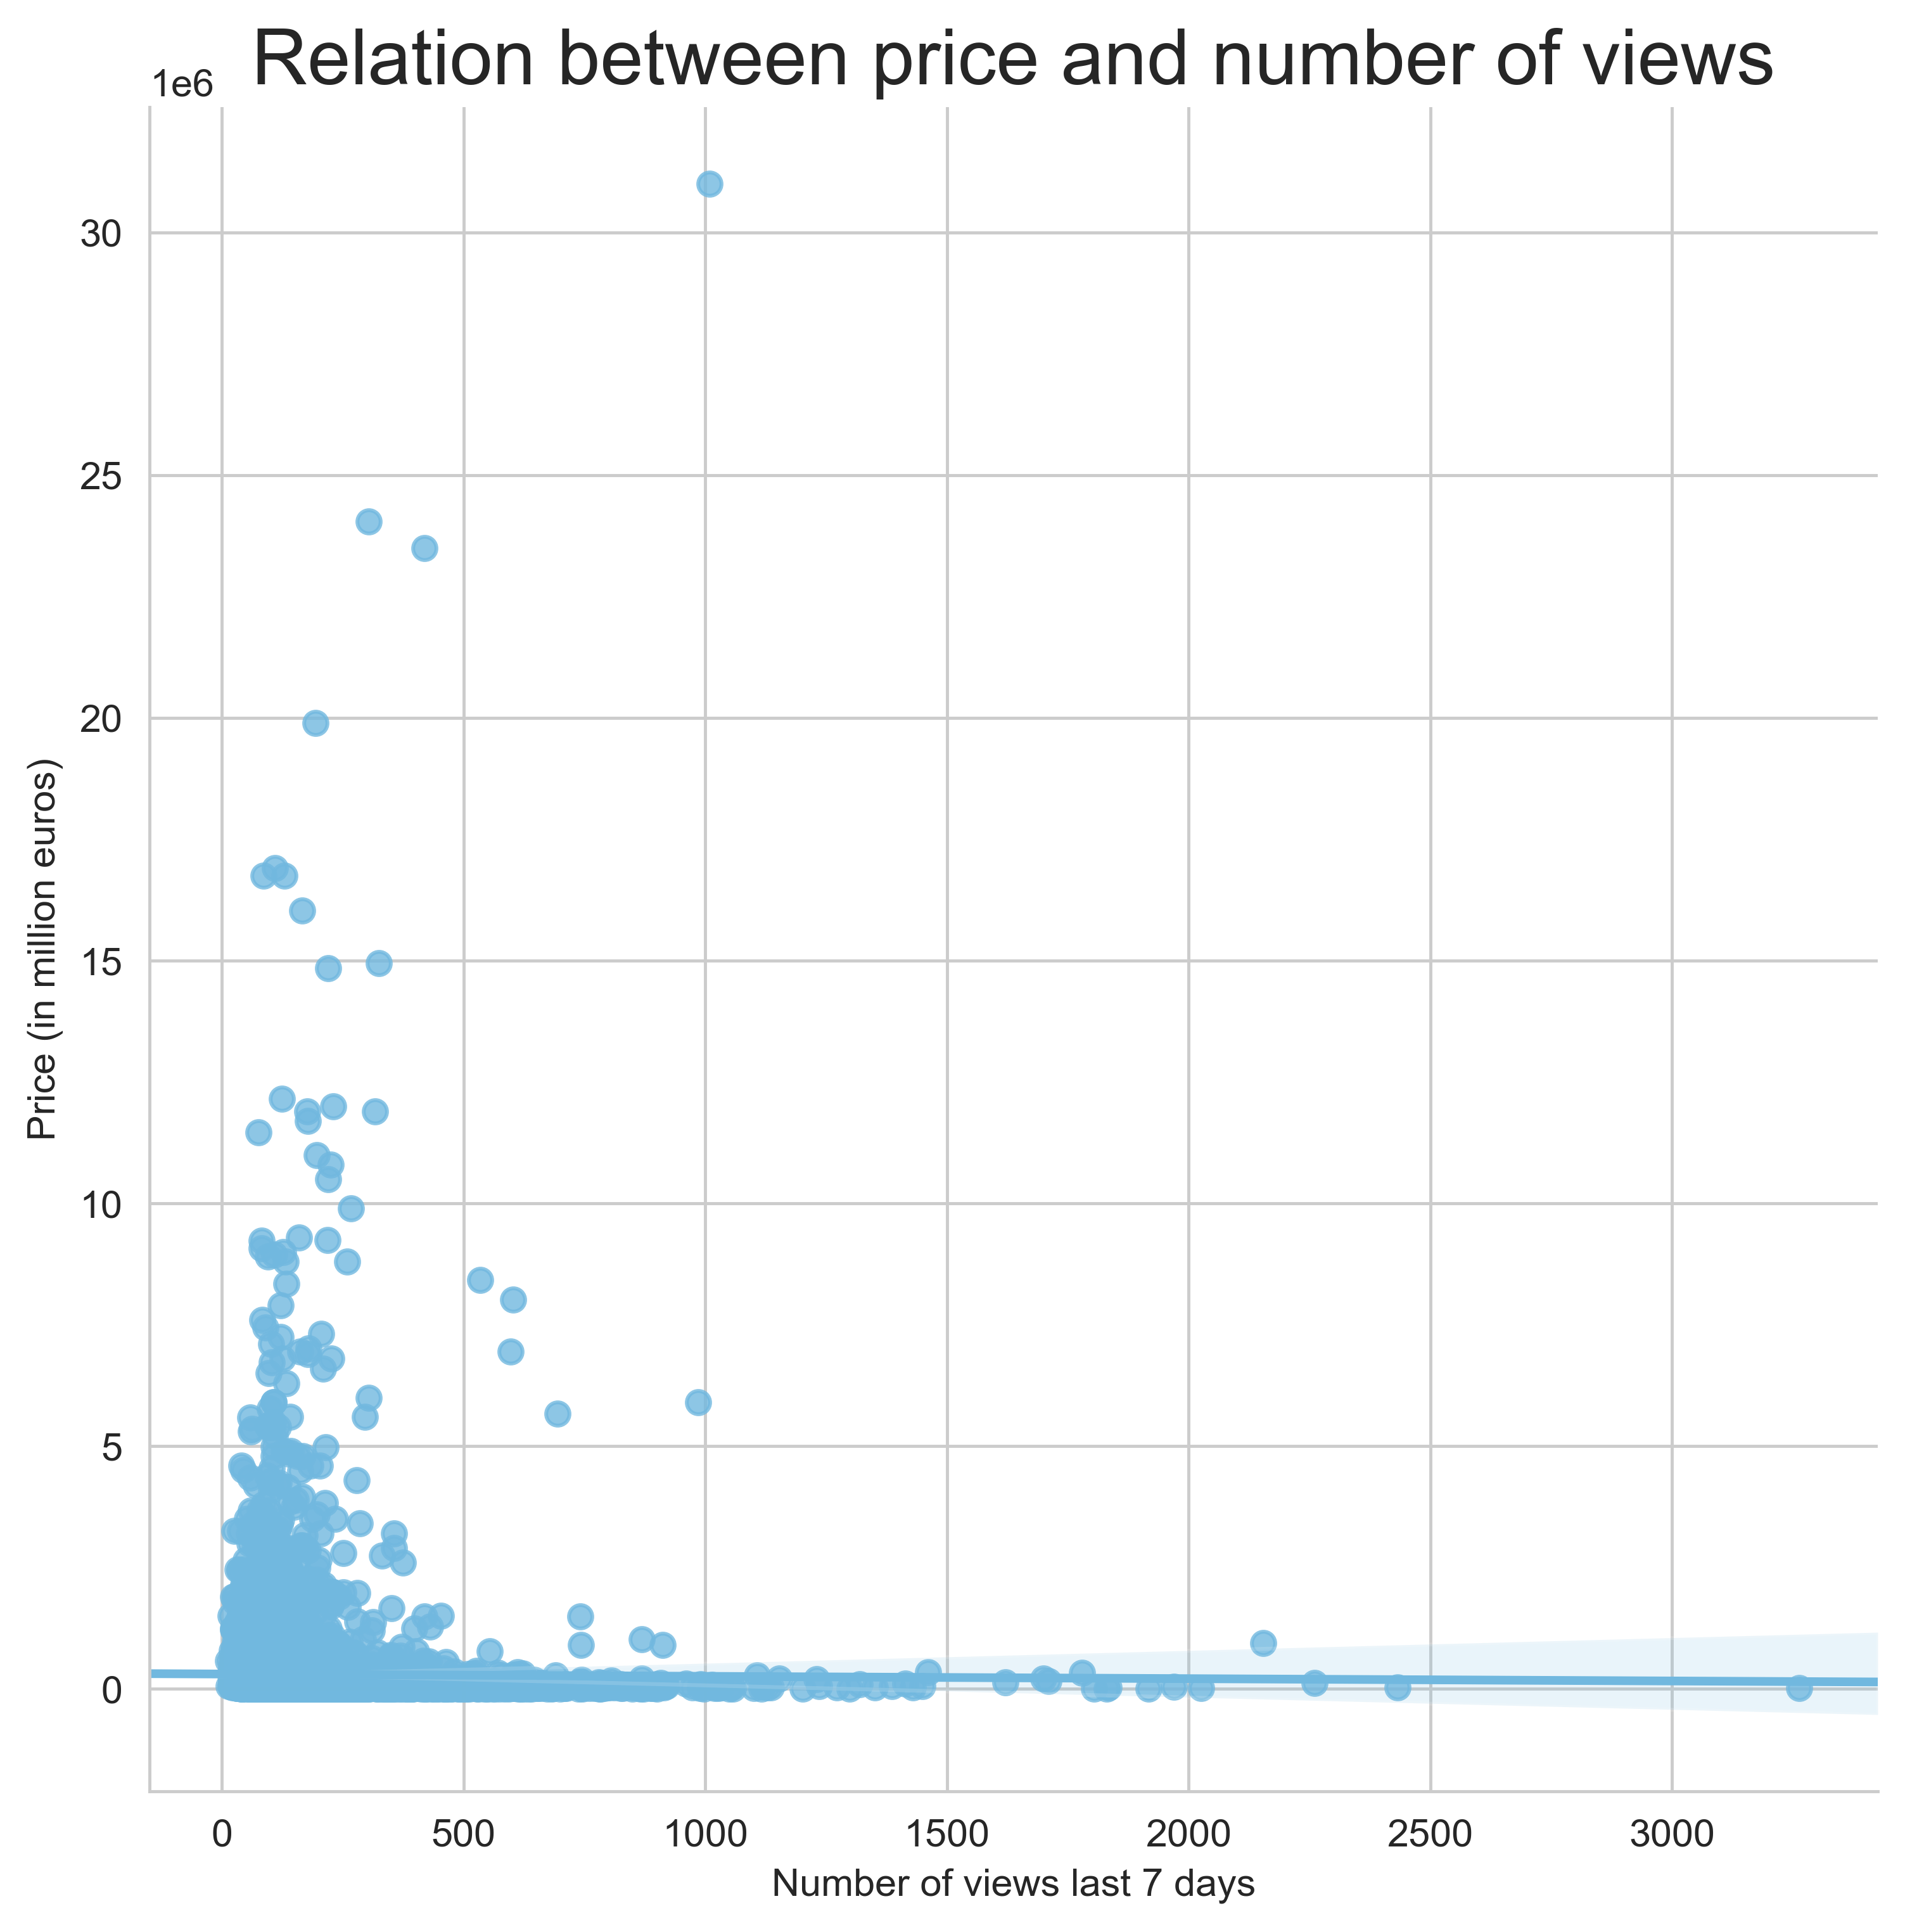 Relation between price and number of views
1e6
30
25
20
15
10
5
0
Price (in million euros)
0 500 1000 1500 2000 2500 3000
Number of views last 7 days